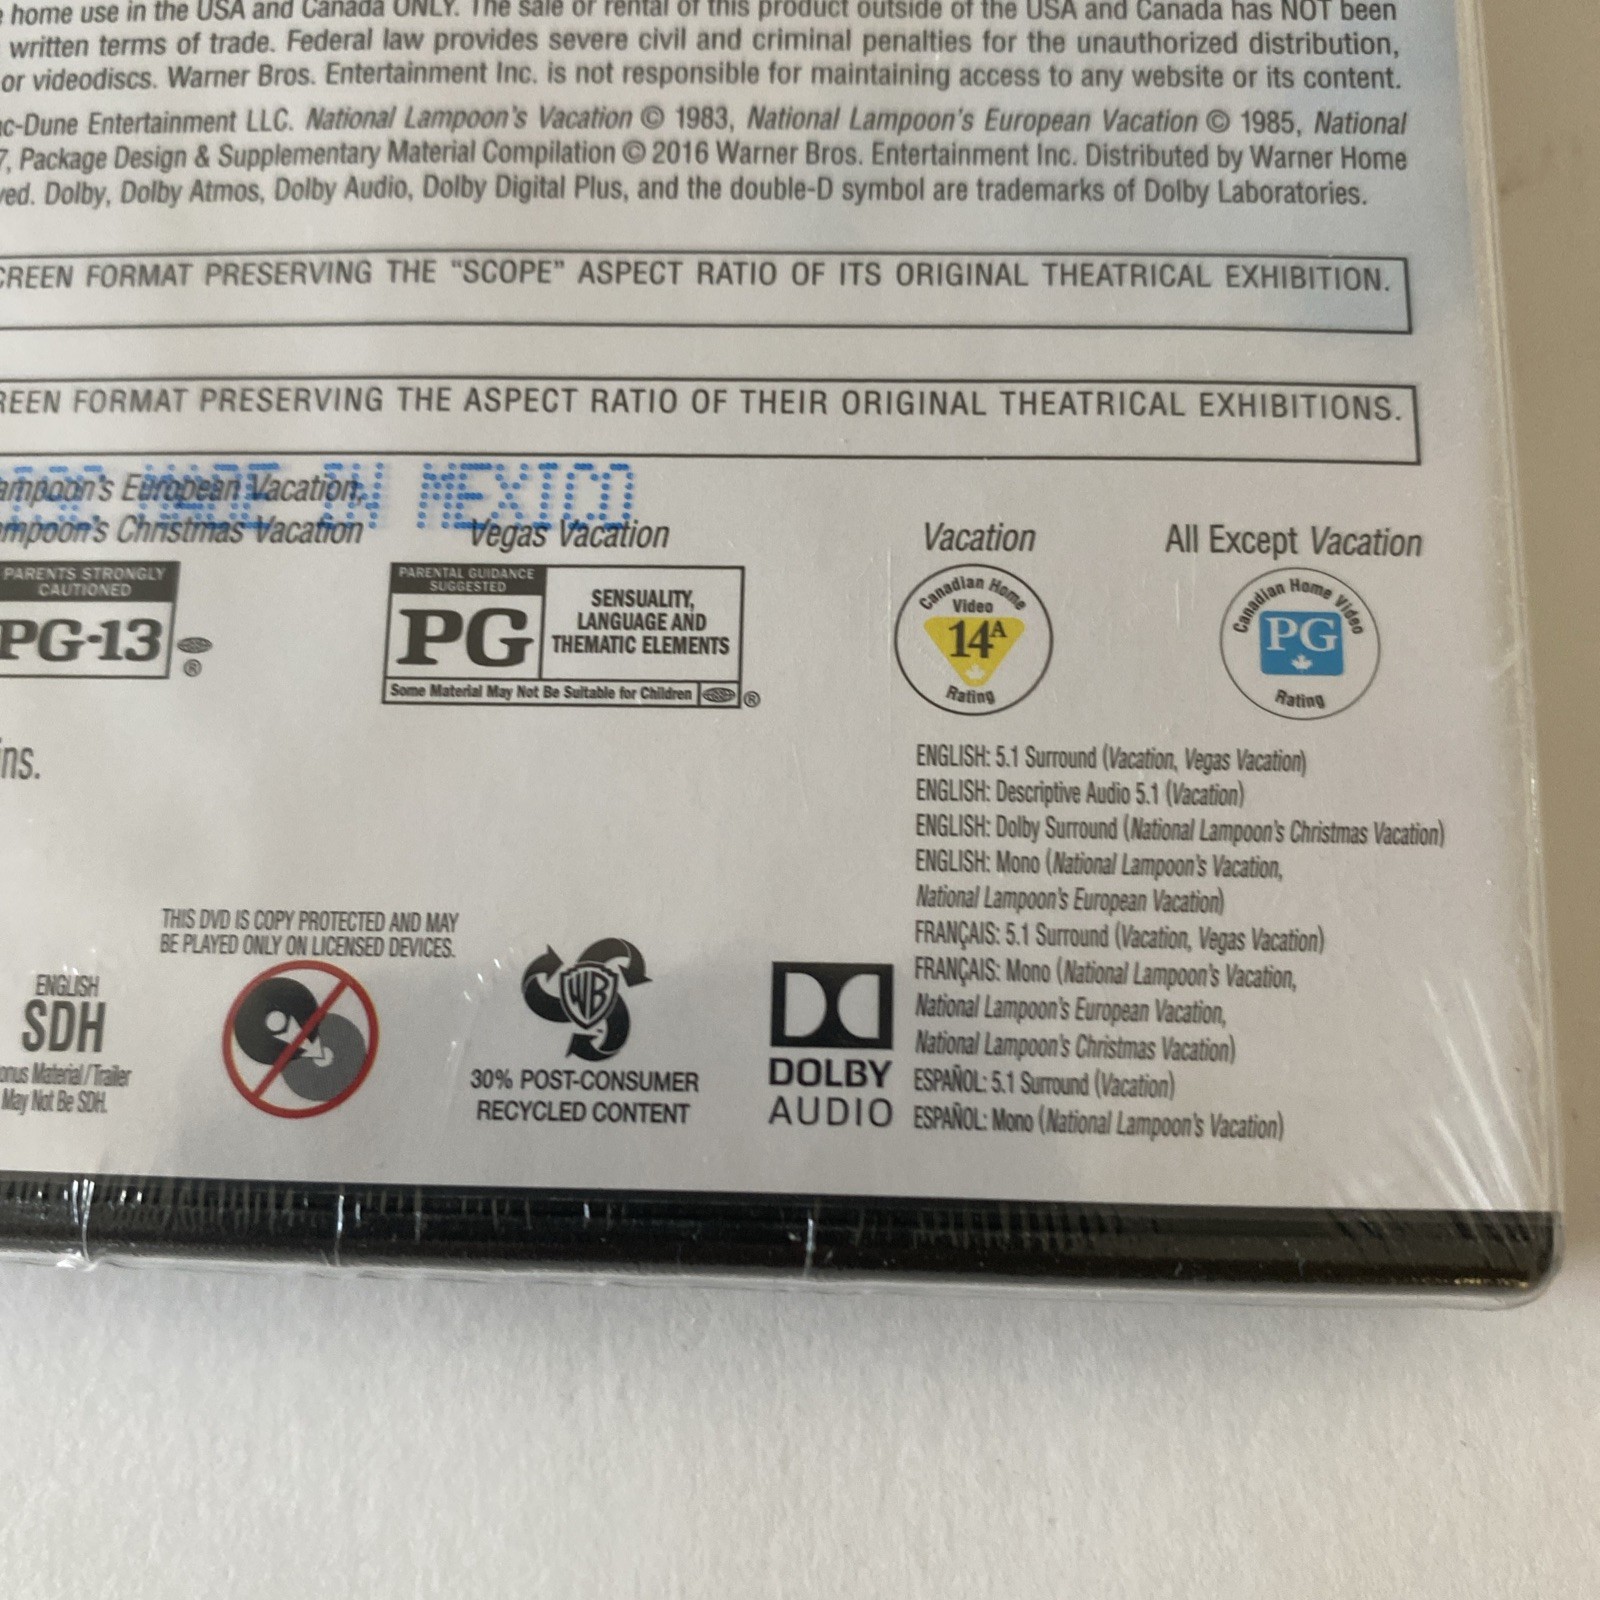 home use in the USA and Canada ONLY. The sale or rental of this product outside of the USA and Canada has NOT been
written terms of trade. Federal law provides severe civil and criminal penalties for the unauthorized distribution,
or videodiscs. Warner Bros. Entertainment Inc. is not responsible for maintaining access to any website or its content.
c-Dune Entertainment LLC. National Lampoon's Vacation © 1983, National Lampoon's European Vacation © 1985, National
7, Package Design & Supplementary Material Compilation © 2016 Warner Bros. Entertainment Inc. Distributed by Warner Home
ved. Dolby, Dolby Atmos, Dolby Audio, Dolby Digital Plus, and the double-D symbol are trademarks of Dolby Laboratories.
CREEN FORMAT PRESERVING THE “SCOPE” ASPECT RATIO OF ITS ORIGINAL THEATRICAL EXHIBITION.
REEN FORMAT PRESERVING THE ASPECT RATIO OF THEIR ORIGINAL THEATRICAL EXHIBITIONS.
MADE IN MEXICO
ampoon's European Vacation,
mpoon's Christmas Vacation
PARENTS STRONGLY
CAUTIONED
PG-13
®
Vegas Vacation
PARENTAL GUIDANCE
SUGGESTED
PG
SENSUALITY,
LANGUAGE AND
THEMATIC ELEMENTS
Some Material May Not Be Suitable for Children
®
Vacation
Canadian Home
Video
14A
Rating
All Except Vacation
Canadian Home Video
PG
Rating
ins.
ENGLISH: 5.1 Surround (Vacation, Vegas Vacation)
ENGLISH: Descriptive Audio 5.1 (Vacation)
ENGLISH: Dolby Surround (National Lampoon's Christmas Vacation)
ENGLISH: Mono (National Lampoon's Vacation,
National Lampoon's European Vacation)
FRANÇAIS: 5.1 Surround (Vacation, Vegas Vacation)
FRANÇAIS: Mono (National Lampoon's Vacation,
National Lampoon's European Vacation,
National Lampoon's Christmas Vacation)
ESPAÑOL: 5.1 Surround (Vacation)
ESPAÑOL: Mono (National Lampoon's Vacation)
ENGLISH
SDH
onus Material/Trailer
May Not Be SDH.
THIS DVD IS COPY PROTECTED AND MAY
BE PLAYED ONLY ON LICENSED DEVICES.
WB
30% POST-CONSUMER
RECYCLED CONTENT
DOLBY
AUDIO